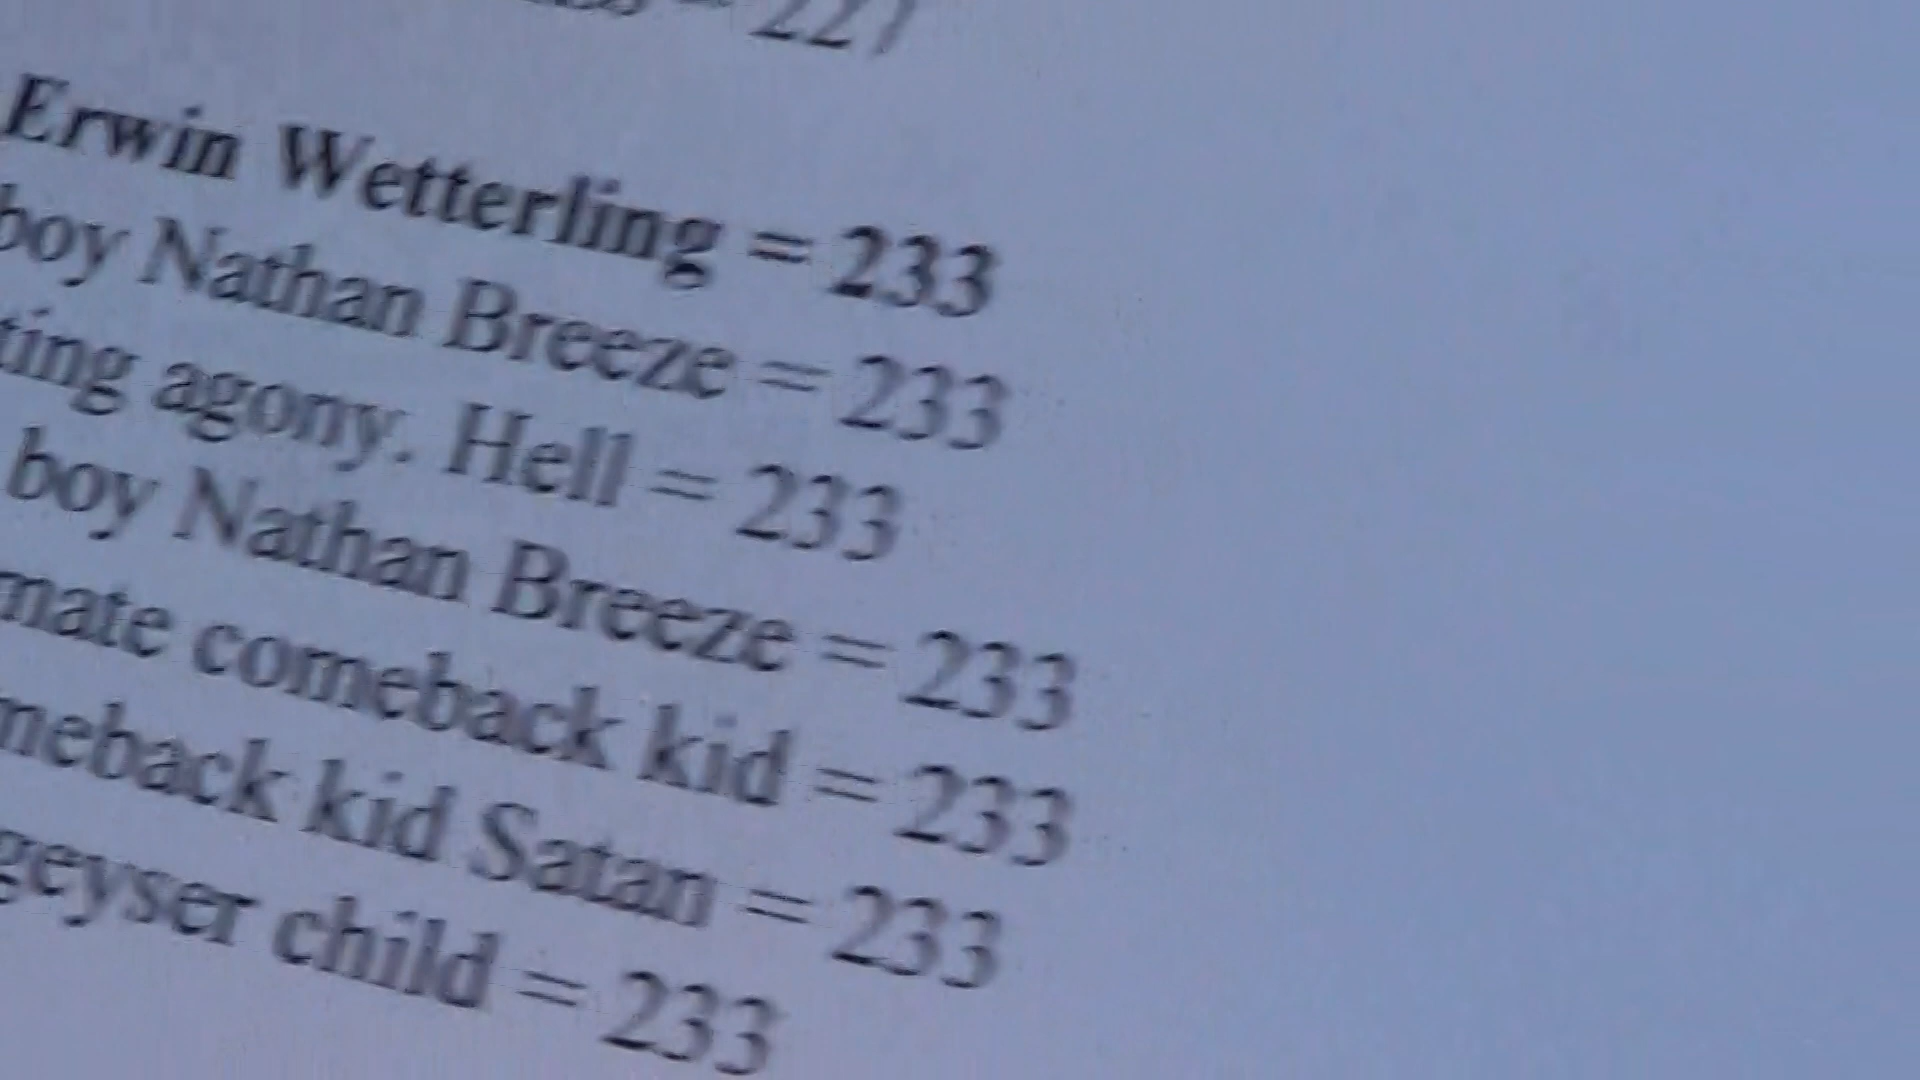 = 227
Erwin Wetterling = 233
boy Nathan Breeze = 233
ting agony. Hell = 233
boy Nathan Breeze = 233
mate comeback kid = 233
meback kid Satan = 233
geyser child = 233